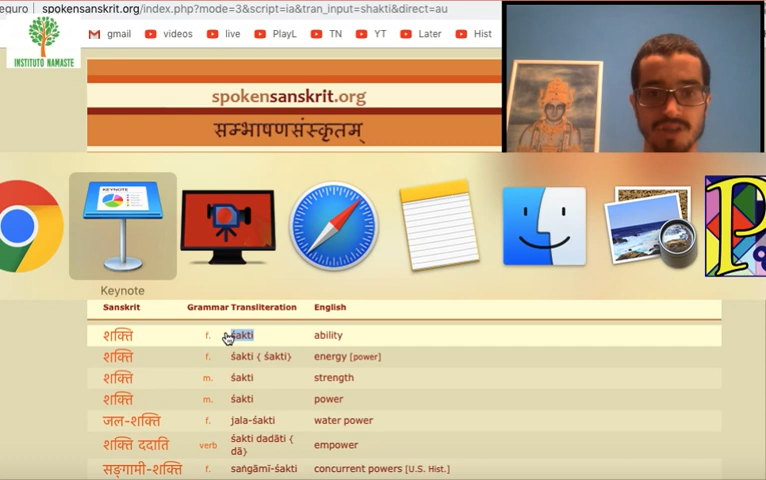 eguro | spokensanskrit.org/index.php?mode=3&script=ia&tran_input=shakti&direct=au
INSTITUTO NAMASTE
gmail videos live PlayL TN YT Later Hist
spokensanskrit.org
सम्भाषणसंस्कृतम्
KEYNOTE
Keynote
Sanskrit Grammar Transliteration English
शक्ति f. śakti ability
शक्ति f. śakti { śakti} energy [power]
शक्ति m. śakti strength
शक्ति m. śakti power
जल-शक्ति f. jala-śakti water power
शक्ति ददाति verb śakti dadāti { dā} empower
सङ्गामी-शक्ति f. saṅgāmī-śakti concurrent powers [U.S. Hist.]